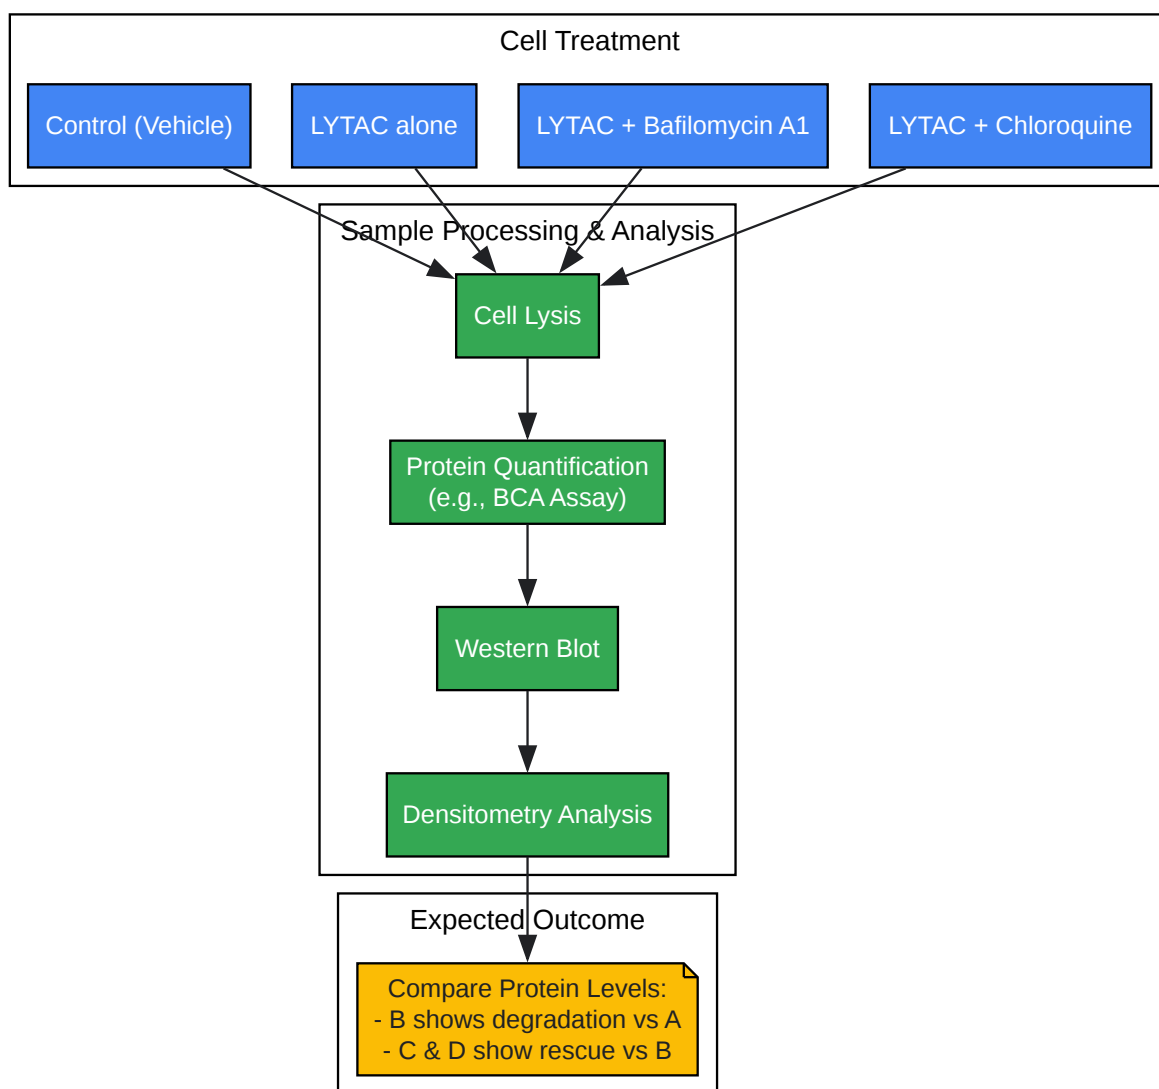 Cell Treatment
Control (Vehicle)
LYTAC alone
LYTAC + Bafilomycin A1
LYTAC + Chloroquine
Sample Processing & Analysis
Cell Lysis
Protein Quantification
(e.g., BCA Assay)
Western Blot
Densitometry Analysis
Expected Outcome
Compare Protein Levels:
- B shows degradation vs A
- C & D show rescue vs B